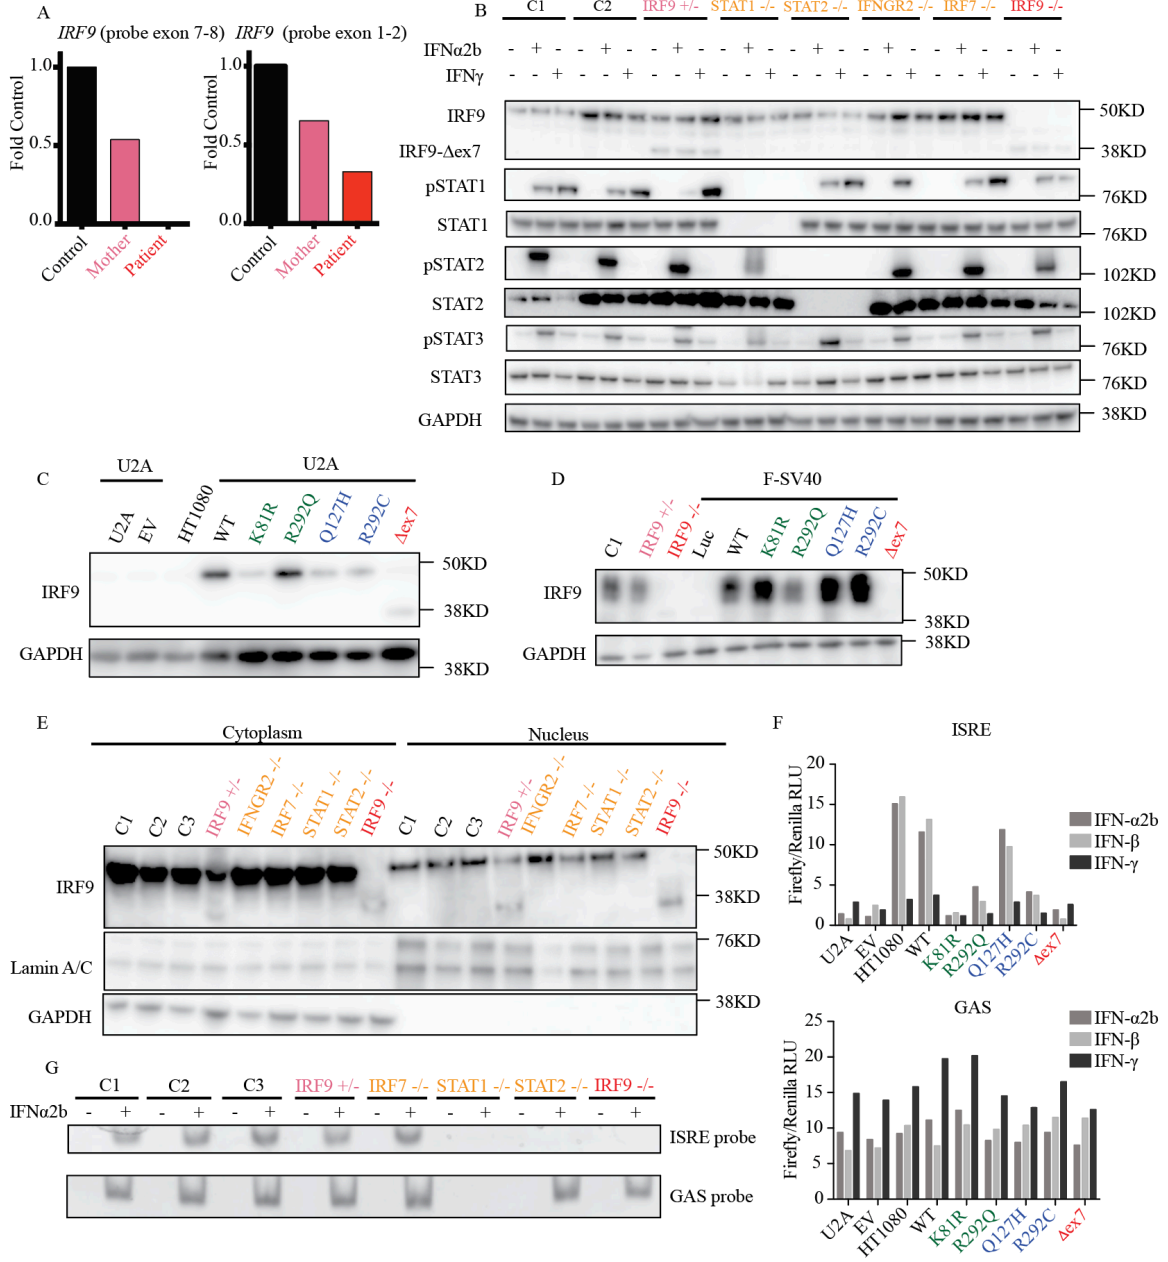 A
IRF9 (probe exon 7-8)
Fold Control
1.0
0.5
0.0
Control
Mother
Patient
IRF9 (probe exon 1-2)
Fold Control
1.0
0.5
0.0
Control
Mother
Patient
B
C1 C2 IRF9 +/- STAT1 -/- STAT2 -/- IFNGR2 -/- IRF7 -/- IRF9 -/-
IFNα2b - + - - + - - + - - + - - + - - + - - + - - + -
IFNγ - - + - - + - - + - - + - - + - - + - - + - - +
IRF9 50KD
IRF9-Δex7 38KD
pSTAT1 76KD
STAT1 76KD
pSTAT2 102KD
STAT2 102KD
pSTAT3 76KD
STAT3 76KD
GAPDH 38KD
C
U2A U2A
U2A EV HT1080 WT K81R R292Q Q127H R292C Δex7
IRF9 50KD
38KD
GAPDH 38KD
D
F-SV40
C1 IRF9 +/- IRF9 -/- Luc WT K81R R292Q Q127H R292C Δex7
IRF9 50KD
38KD
GAPDH 38KD
E
Cytoplasm Nucleus
C1 C2 C3 IRF9 +/- IFNGR2 -/- IRF7 -/- STAT1 -/- STAT2 -/- IRF9 -/- C1 C2 C3 IRF9 +/- IFNGR2 -/- IRF7 -/- STAT1 -/- STAT2 -/- IRF9 -/-
IRF9 50KD
38KD
Lamin A/C 76KD
GAPDH 38KD
F
ISRE
Firefly/Renilla RLU
20
15
10
5
0
IFN-α2b
IFN-β
IFN-γ
U2A EV HT1080 WT K81R R292Q Q127H R292C Δex7
GAS
Firefly/Renilla RLU
25
20
15
10
5
0
IFN-α2b
IFN-β
IFN-γ
U2A EV HT1080 WT K81R R292Q Q127H R292C Δex7
G
C1 C2 C3 IRF9 +/- IRF7 -/- STAT1 -/- STAT2 -/- IRF9 -/-
IFNα2b - + - + - + - + - + - + - + - +
ISRE probe
GAS probe